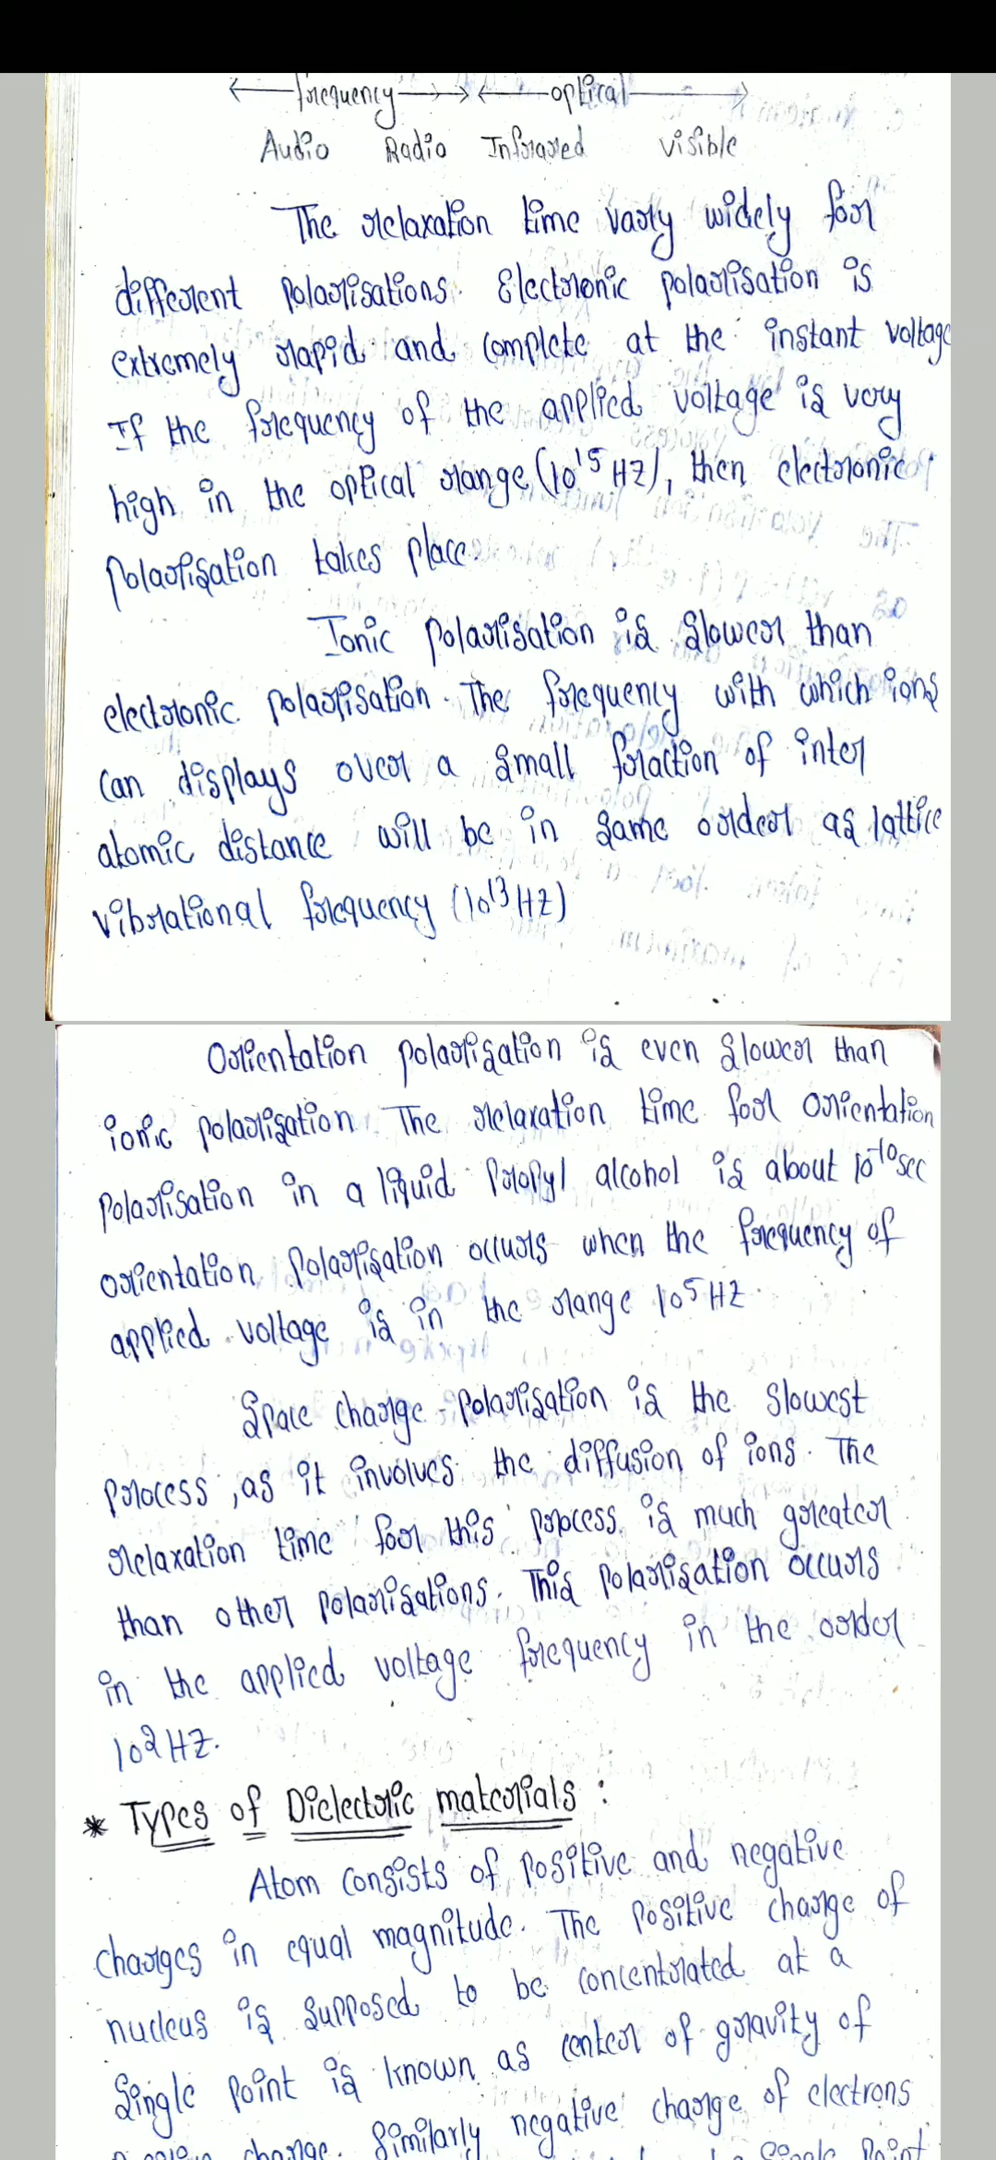 frequency optical
Audio Radio Infrared visible
The relaxation time vary widely for
different polarisations. Electronic polarisation is
extremely rapid and complete at the instant voltage
If the frequency of the applied voltage is very
high in the optical range (10^15 Hz), then electronic
polarisation takes place.
Ionic polarisation is slower than
electronic polarisation. The frequency with which ions
can displays over a small fraction of inter
atomic distance will be in same order as lattice
vibrational frequency (10^13 Hz)
Orientation polarisation is even slower than
ionic polarisation. The relaxation time for orientation
polarisation in a liquid propyl alcohol is about 10^-10 sec
orientation polarisation occurs when the frequency of
applied voltage is in the range 10^5 Hz.
Space charge polarisation is the slowest
process, as it involves the diffusion of ions. The
relaxation time for this process is much greater
than other polarisations. This polarisation occurs
in the applied voltage frequency in the order
10^2 Hz.
* Types of Dielectric materials :
Atom consists of positive and negative
charges in equal magnitude. The positive charge of
nucleus is supposed to be concentrated at a
single point is known as center of gravity of
charge. Similarly negative charge of electrons
single point